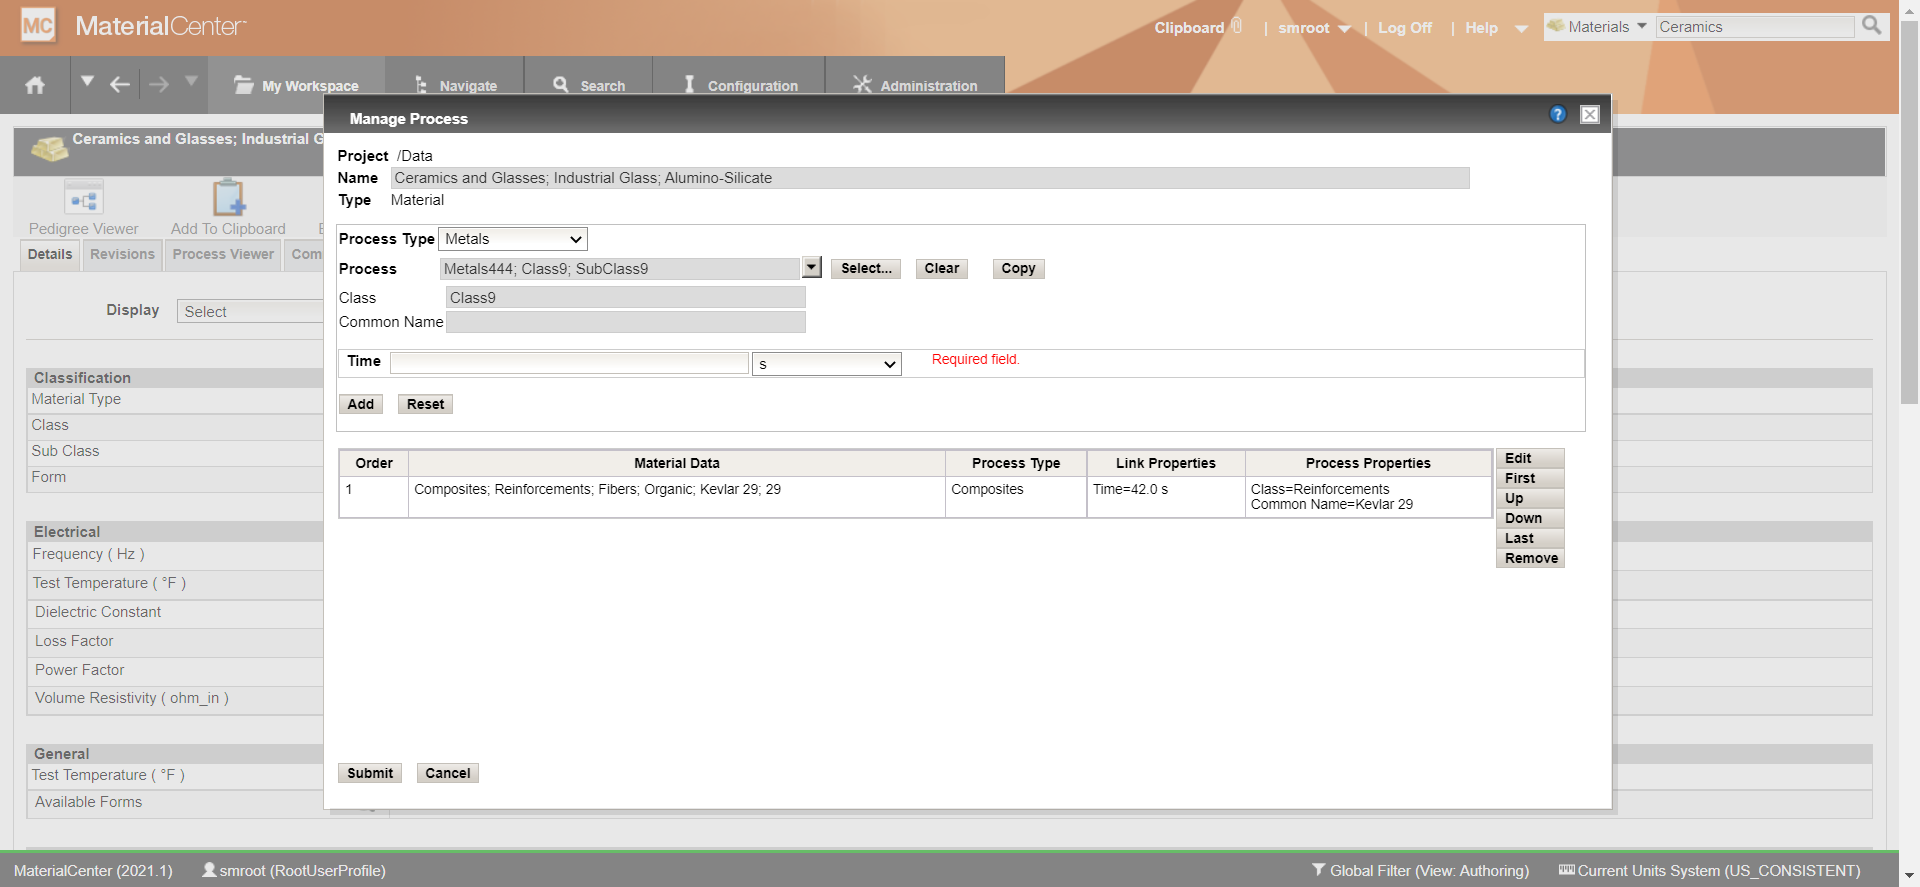 MC MaterialCenter
Clipboard | smroot | Log Off | Help Materials Ceramics
My Workspace Navigate Search Configuration Administration
Manage Process ?
Ceramics and Glasses; Industrial G
Pedigree Viewer Add To Clipboard
Details Revisions Process Viewer Com
Display Select
Classification
Material Type
Class
Sub Class
Form
Electrical
Frequency ( Hz )
Test Temperature ( °F )
Dielectric Constant
Loss Factor
Power Factor
Volume Resistivity ( ohm_in )
General
Test Temperature ( °F )
Available Forms
Project /Data
Name Ceramics and Glasses; Industrial Glass; Alumino-Silicate
Type Material
Process Type Metals
Process Metals444; Class9; SubClass9 Select... Clear Copy
Class Class9
Common Name
Time s Required field.
Add Reset
Order Material Data Process Type Link Properties Process Properties
1 Composites; Reinforcements; Fibers; Organic; Kevlar 29; 29 Composites Time=42.0 s Class=Reinforcements
Common Name=Kevlar 29
Edit
First
Up
Down
Last
Remove
Submit Cancel
MaterialCenter (2021.1) smroot (RootUserProfile) Global Filter (View: Authoring) Current Units System (US_CONSISTENT)